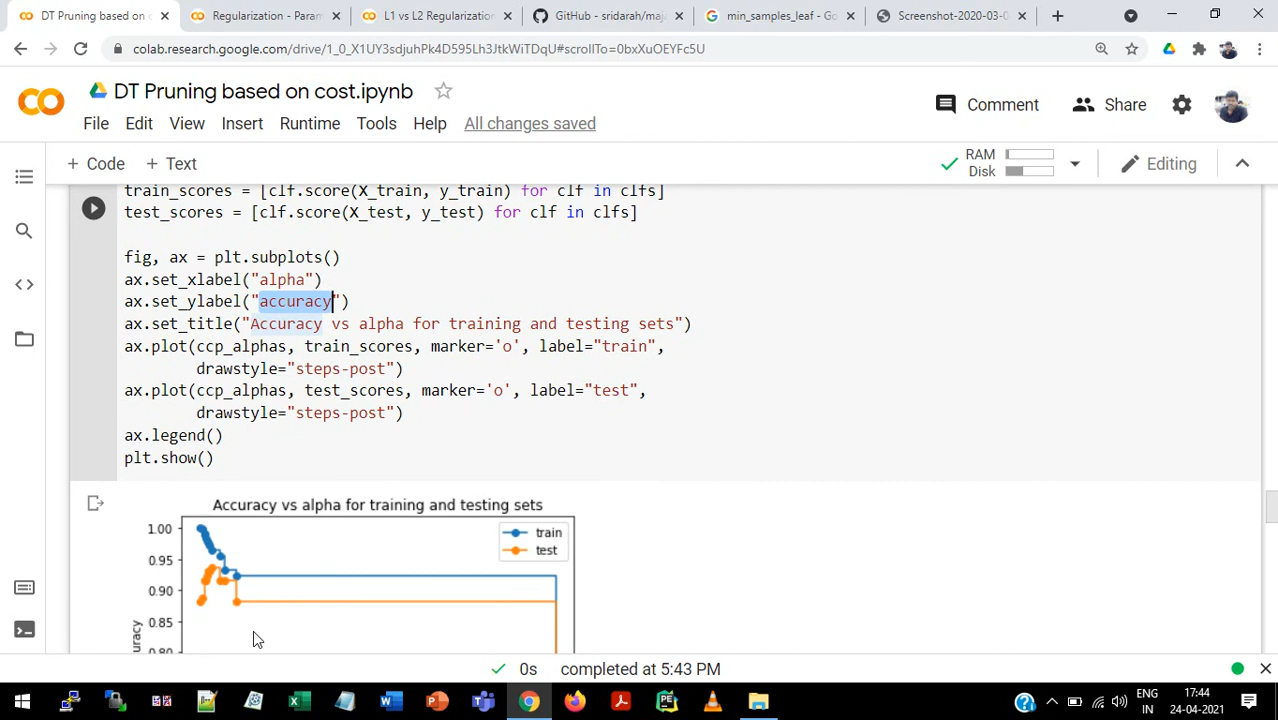 DT Pruning based on co
Regularization - Param
L1 vs L2 Regularization
GitHub - sridarah/maj
min_samples_leaf - Go
Screenshot-2020-03-0
colab.research.google.com/drive/1_0_X1UY3sdjuhPk4D595Lh3JtkWiTDqU#scrollTo=0bxXuOEYFc5U
DT Pruning based on cost.ipynb
Comment
Share
File Edit View Insert Runtime Tools Help All changes saved
+ Code + Text
RAM
Disk
Editing
train_scores = [clf.score(X_train, y_train) for clf in clfs]
test_scores = [clf.score(X_test, y_test) for clf in clfs]
fig, ax = plt.subplots()
ax.set_xlabel("alpha")
ax.set_ylabel("accuracy")
ax.set_title("Accuracy vs alpha for training and testing sets")
ax.plot(ccp_alphas, train_scores, marker='o', label="train",
drawstyle="steps-post")
ax.plot(ccp_alphas, test_scores, marker='o', label="test",
drawstyle="steps-post")
ax.legend()
plt.show()
Accuracy vs alpha for training and testing sets
1.00
0.95
0.90
0.85
0.80
uracy
train
test
0s completed at 5:43 PM
ENG
IN
17:44
24-04-2021